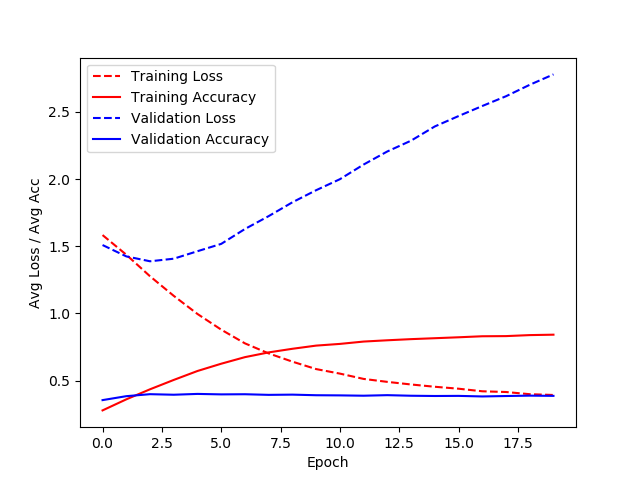 Training Loss
Training Accuracy
Validation Loss
Validation Accuracy
Avg Loss / Avg Acc
2.5
2.0
1.5
1.0
0.5
0.0 2.5 5.0 7.5 10.0 12.5 15.0 17.5
Epoch